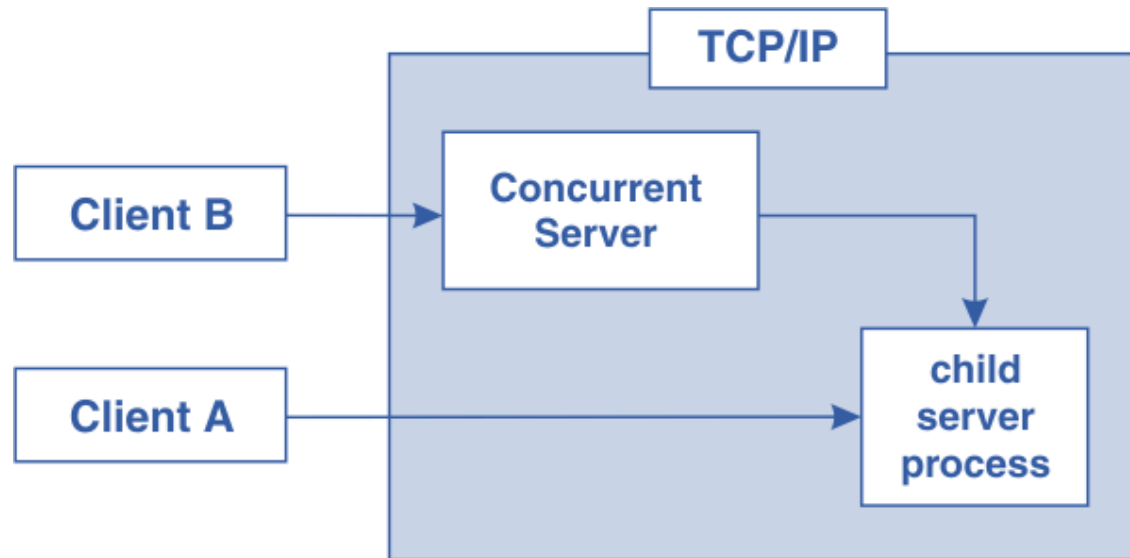 TCP/IP
Concurrent
Server
Client B
Client A
child
server
process